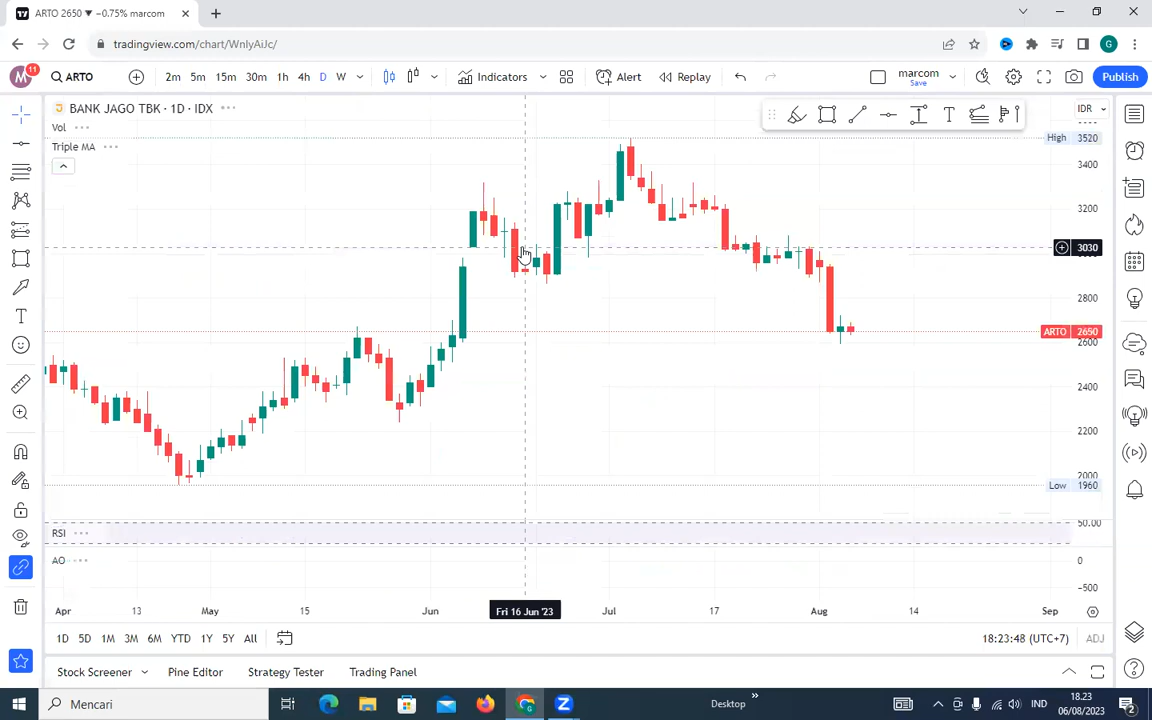 ARTO 2650 ▼ −0.75% marcom
tradingview.com/chart/WnlyAiJc/
G
M 11 ARTO 2m 5m 15m 30m 1h 4h D W Indicators Alert Replay marcom Save Publish
BANK JAGO TBK · 1D · IDX
IDR
Vol
Triple MA
High 3520
3400
3200
3030
2800
ARTO 2650
2600
2400
2200
2000
Low 1960
50.00
RSI
AO
0
−500
Apr 13 May 15 Jun Fri 16 Jun '23 Jul 17 Aug 14 Sep
1D 5D 1M 3M 6M YTD 1Y 5Y All 18:23:48 (UTC+7) ADJ
Stock Screener Pine Editor Strategy Tester Trading Panel
Mencari Desktop IND
18.23
06/08/2023
2